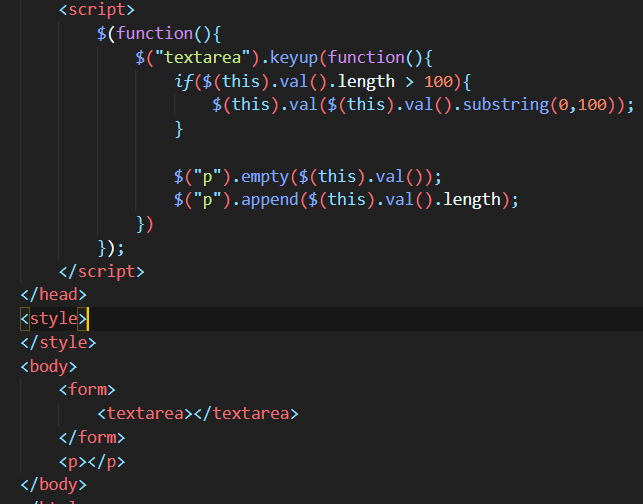 <script>
$(function(){
$("textarea").keyup(function(){
if($(this).val().length > 100){
$(this).val($(this).val().substring(0,100));
}
$("p").empty($(this).val());
$("p").append($(this).val().length);
})
});
</script>
</head>
<style>
</style>
<body>
<form>
<textarea></textarea>
</form>
<p></p>
</body>